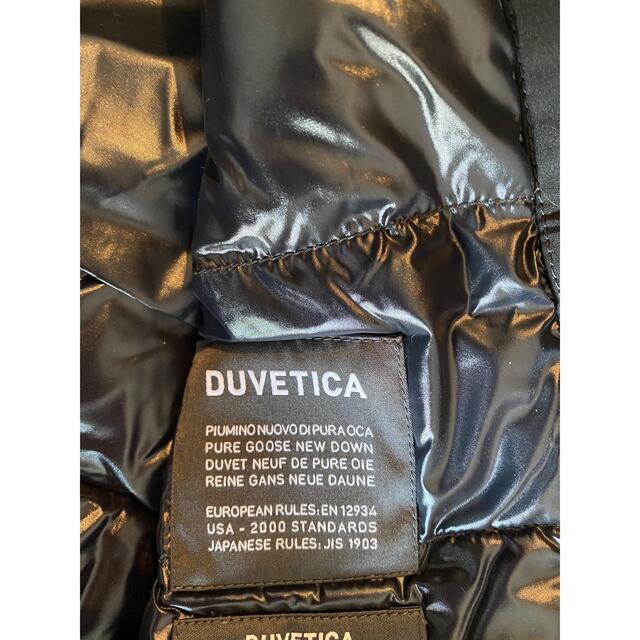 DUVETICA
PIUMINO NUOVO DI PURA OCA
PURE GOOSE NEW DOWN
DUVET NEUF DE PURE OIE
REINE GANS NEUE DAUNE
EUROPEAN RULES: EN 12934
USA - 2000 STANDARDS
JAPANESE RULES: JIS 1903
DUVETICA